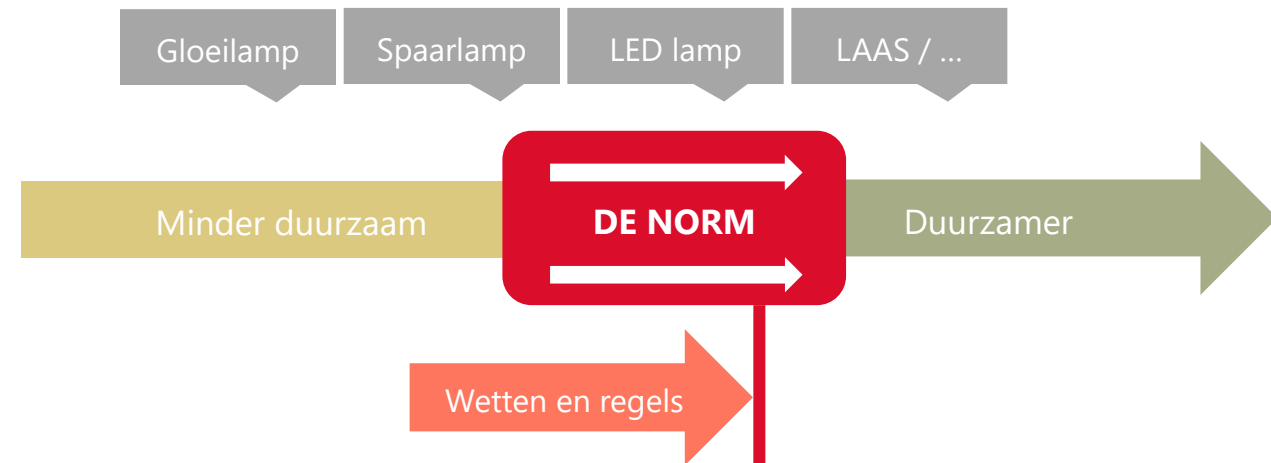 Gloeilamp
Spaarlamp
LED lamp
LAAS / ...
Minder duurzaam
DE NORM
Duurzamer
Wetten en regels